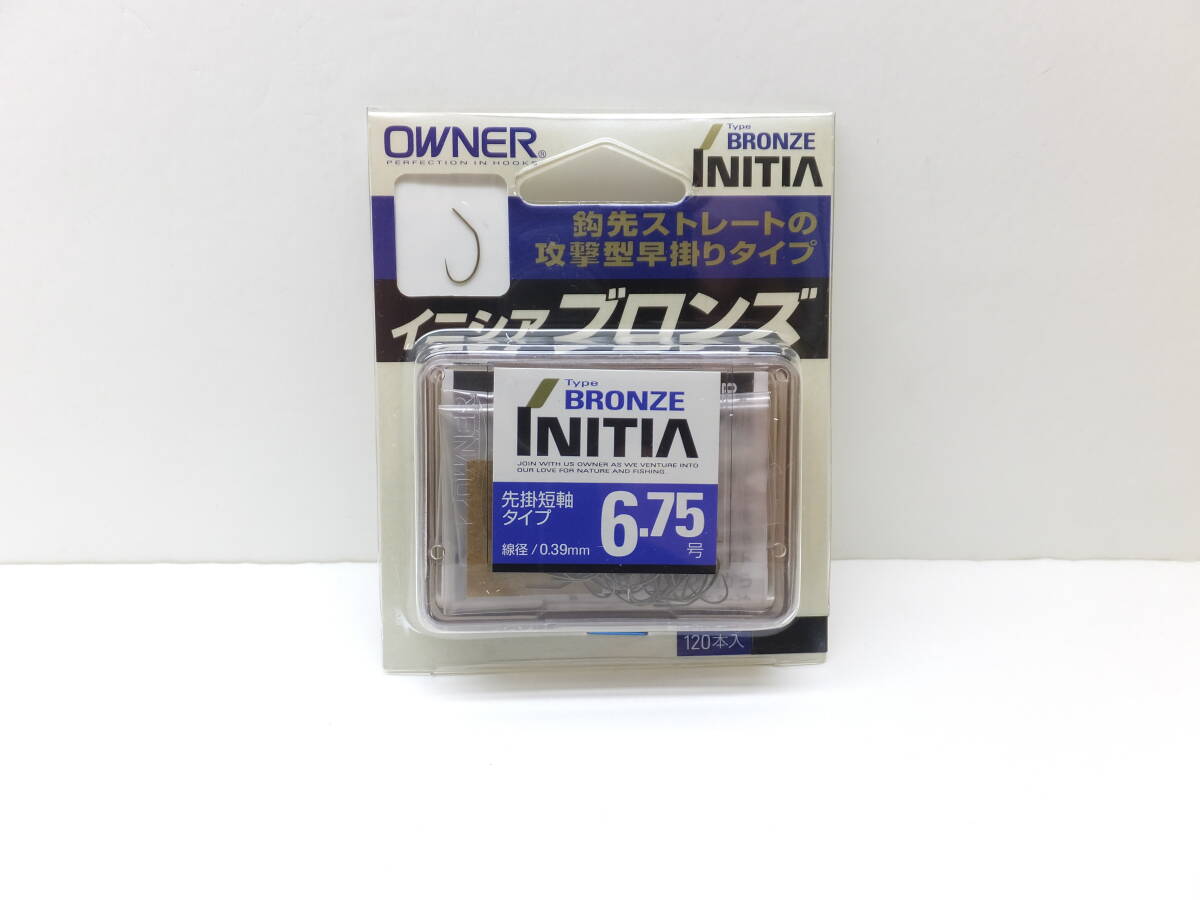 OWNER®
PERFECTION IN HOOKS
Type
BRONZE
INITIA
鈎先ストレートの
攻撃型早掛りタイプ
イニシア ブロンズ
Type
BRONZE
INITIA
JOIN WITH US OWNER AS WE VENTURE INTO
OUR LOVE FOR NATURE AND FISHING
先掛短軸
タイプ
線径/0.39mm
6.75
号
120本入